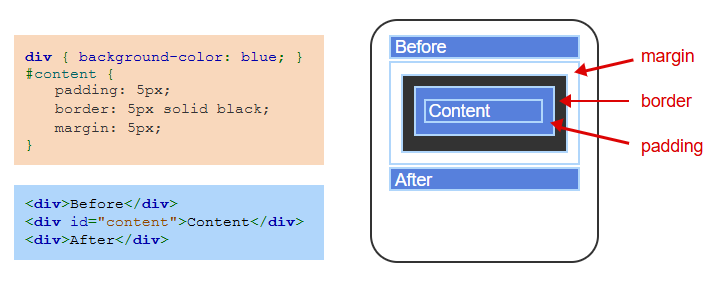 div { background-color: blue; }
#content {
    padding: 5px;
    border: 5px solid black;
    margin: 5px;
}
<div>Before</div>
<div id="content">Content</div>
<div>After</div>
Before
Content
After
margin
border
padding